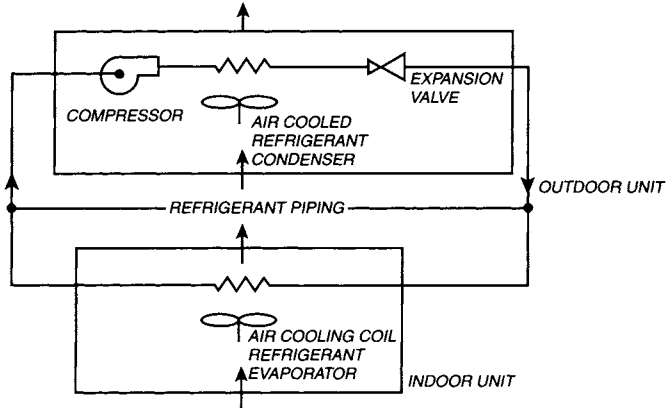 COMPRESSOR
EXPANSION
VALVE
AIR COOLED
REFRIGERANT
CONDENSER
OUTDOOR UNIT
REFRIGERANT PIPING
AIR COOLING COIL
REFRIGERANT
EVAPORATOR
INDOOR UNIT